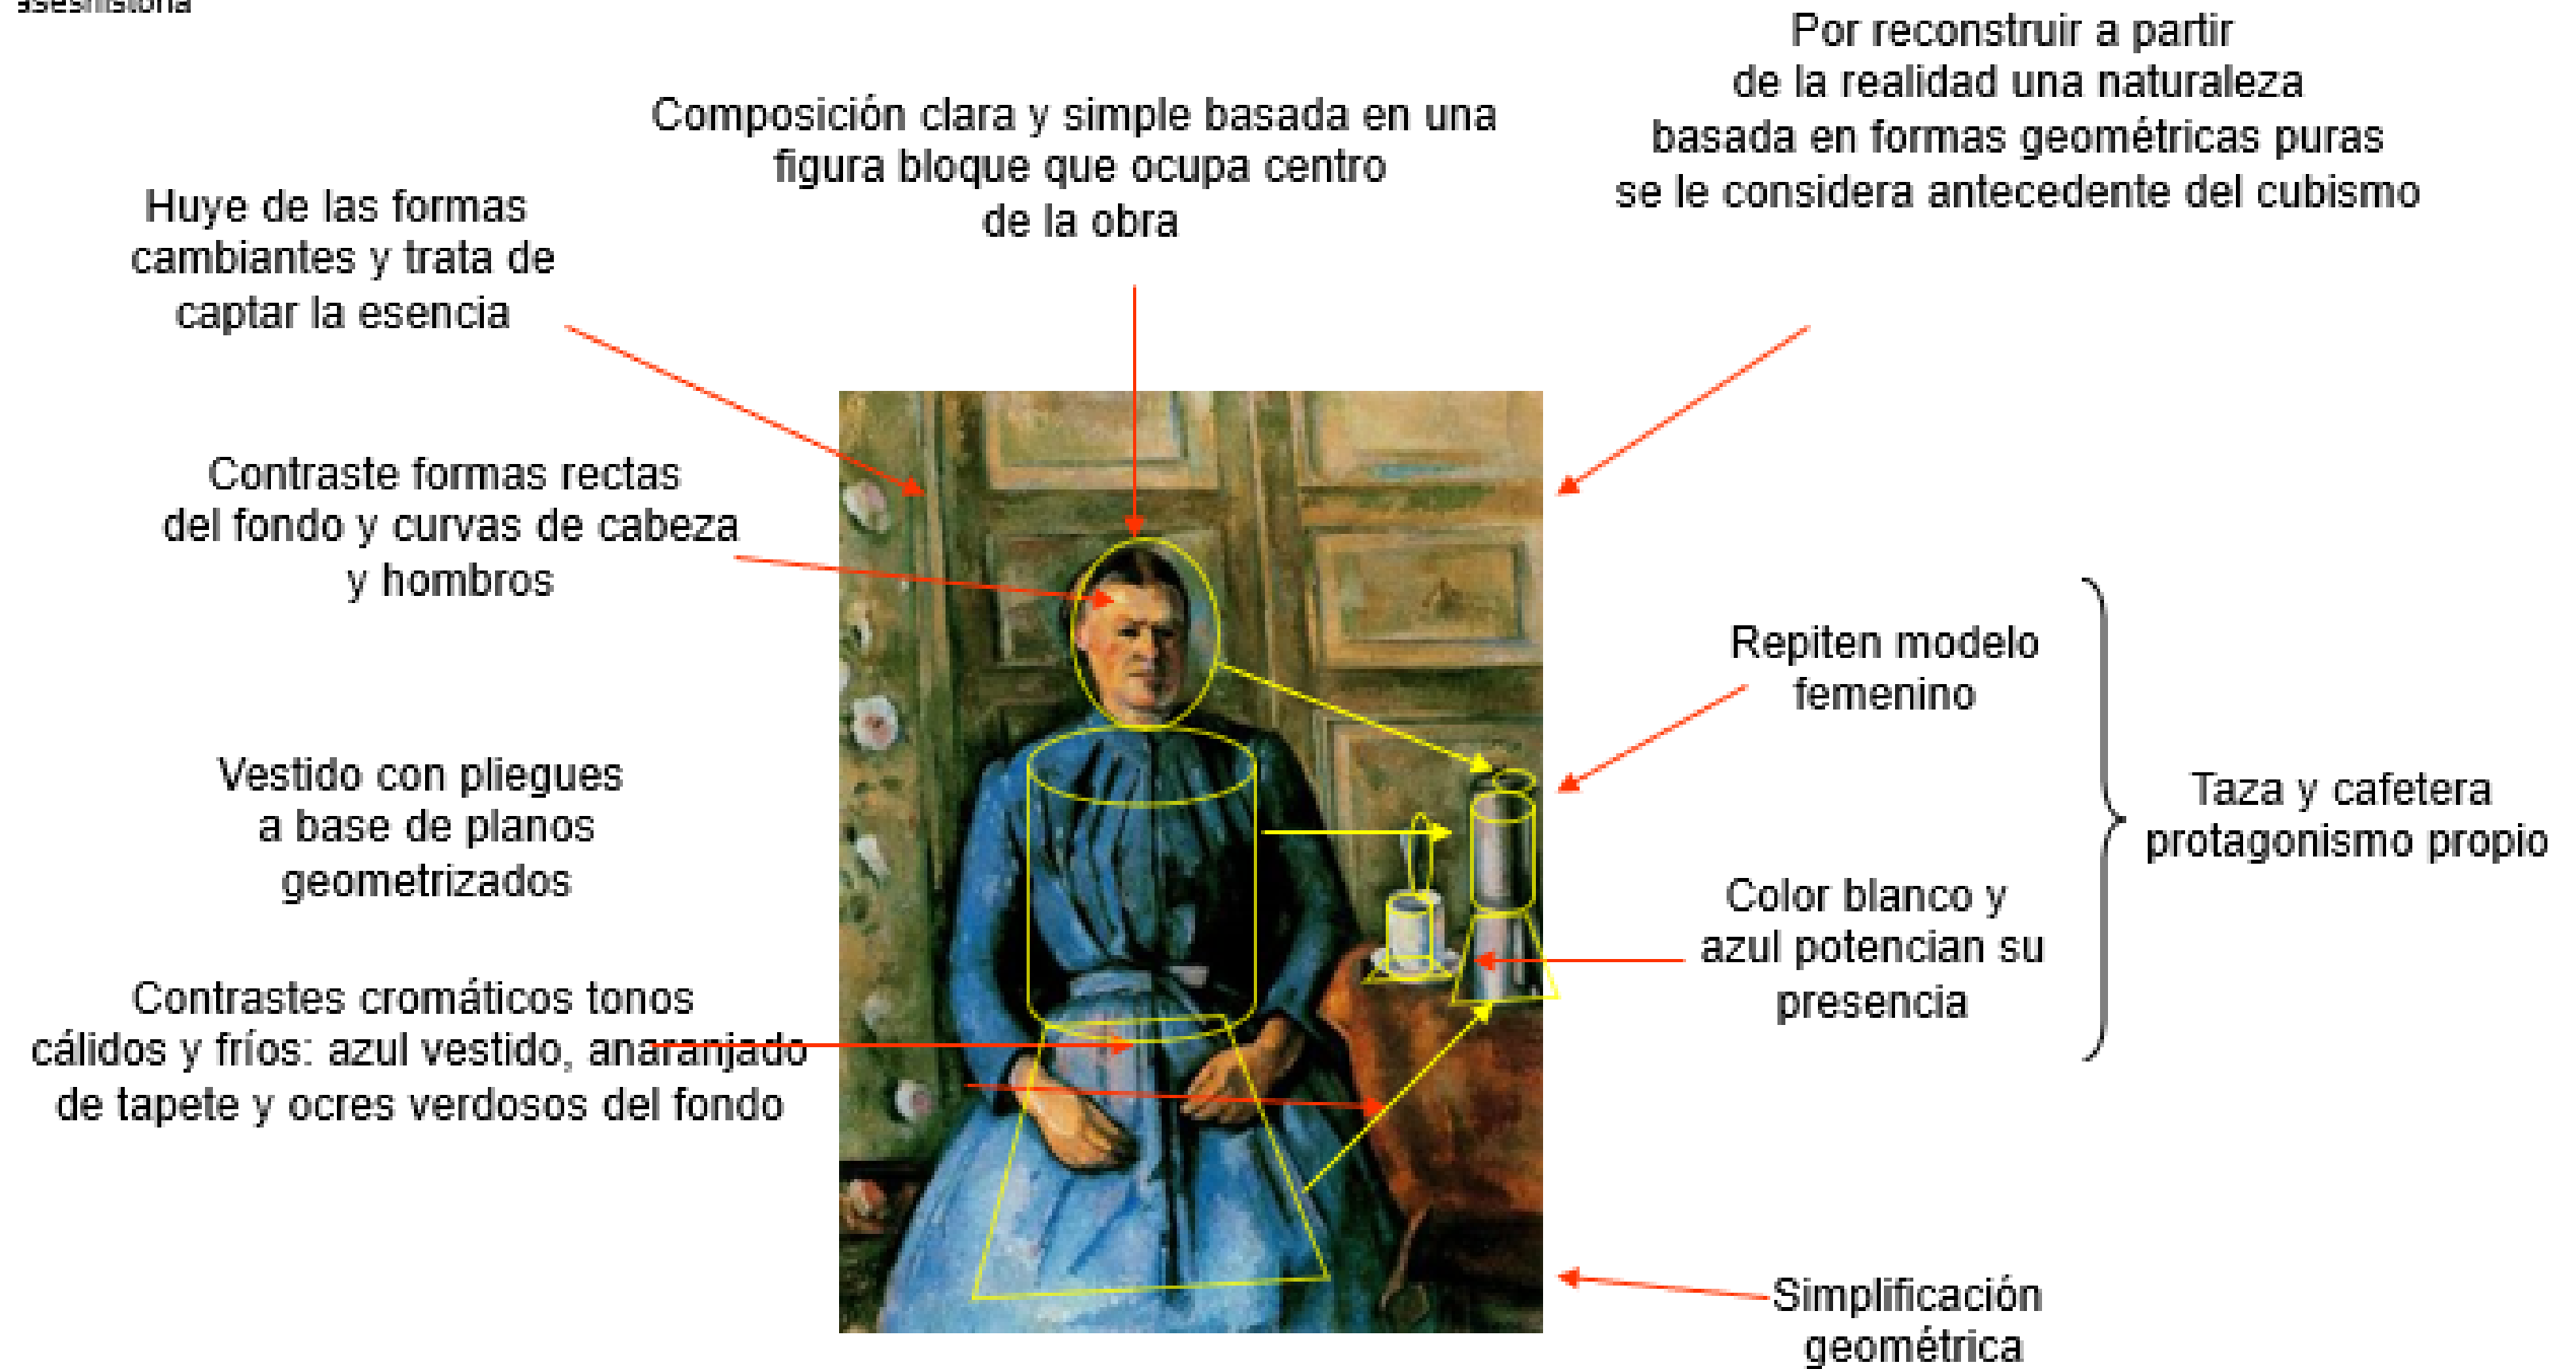 Por reconstruir a partir
de la realidad una naturaleza
basada en formas geométricas puras
se le considera antecedente del cubismo
Composición clara y simple basada en una
figura bloque que ocupa centro
de la obra
Huye de las formas
cambiantes y trata de
captar la esencia
Contraste formas rectas
del fondo y curvas de cabeza
y hombros
Repiten modelo
femenino
Vestido con pliegues
a base de planos
geometrizados
Taza y cafetera
protagonismo propio
Color blanco y
azul potencian su
presencia
Contrastes cromáticos tonos
cálidos y fríos: azul vestido, anaranjado
de tapete y ocres verdosos del fondo
Simplificación
geométrica